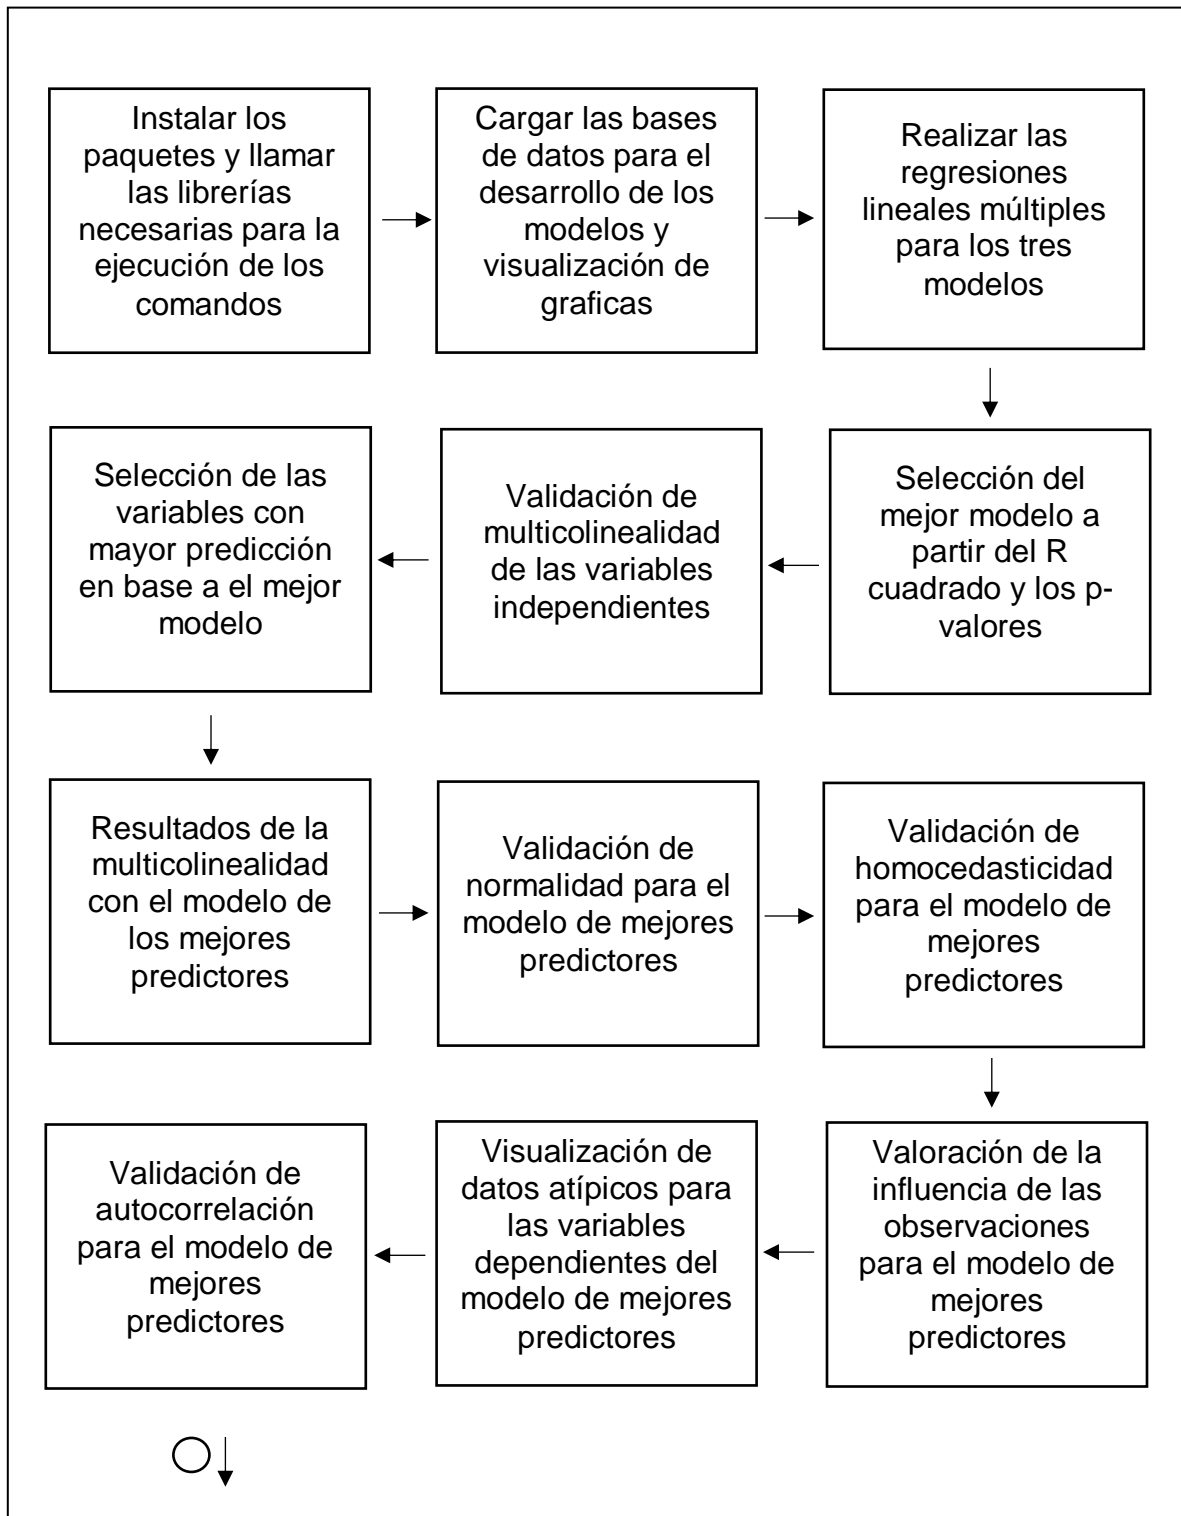 Instalar los
paquetes y llamar
las librerías
necesarias para la
ejecución de los
comandos
Cargar las bases
de datos para el
desarrollo de los
modelos y
visualización de
graficas
Realizar las
regresiones
lineales múltiples
para los tres
modelos
Selección del
mejor modelo a
partir del R
cuadrado y los p-
valores
Validación de
multicolinealidad
de las variables
independientes
Selección de las
variables con
mayor predicción
en base a el mejor
modelo
Resultados de la
multicolinealidad
con el modelo de
los mejores
predictores
Validación de
normalidad para el
modelo de mejores
predictores
Validación de
homocedasticidad
para el modelo de
mejores
predictores
Valoración de la
influencia de las
observaciones
para el modelo de
mejores
predictores
Visualización de
datos atípicos para
las variables
dependientes del
modelo de mejores
predictores
Validación de
autocorrelación
para el modelo de
mejores
predictores